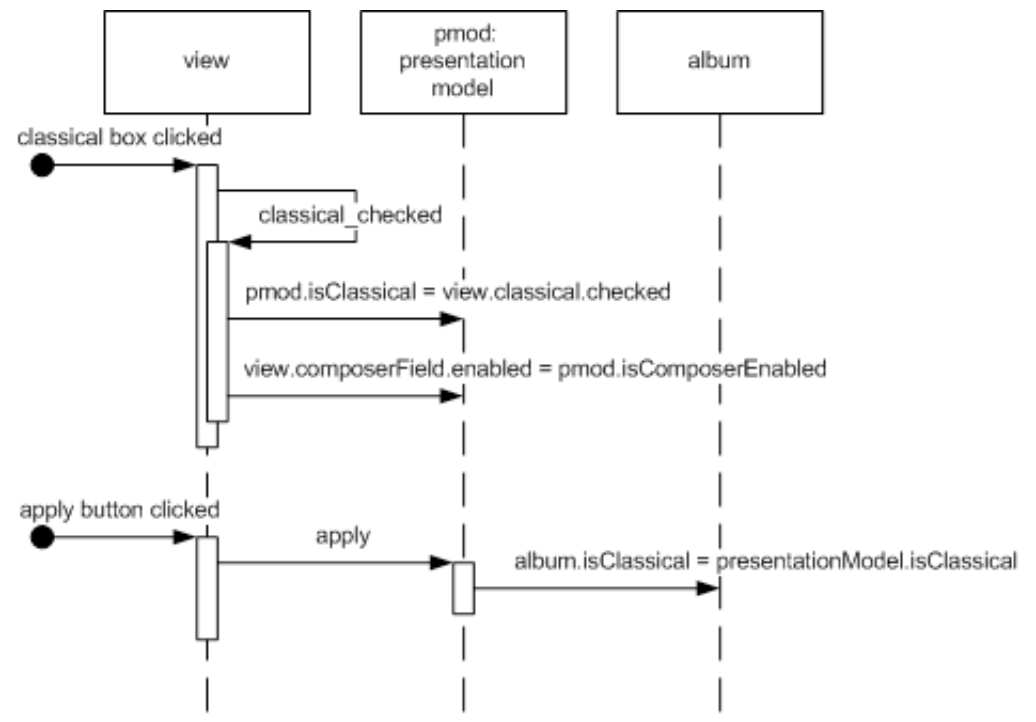 view
pmod:
presentation
model
album
classical box clicked
classical_checked
pmod.isClassical = view.classical.checked
view.composerField.enabled = pmod.isComposerEnabled
apply button clicked
apply
album.isClassical = presentationModel.isClassical